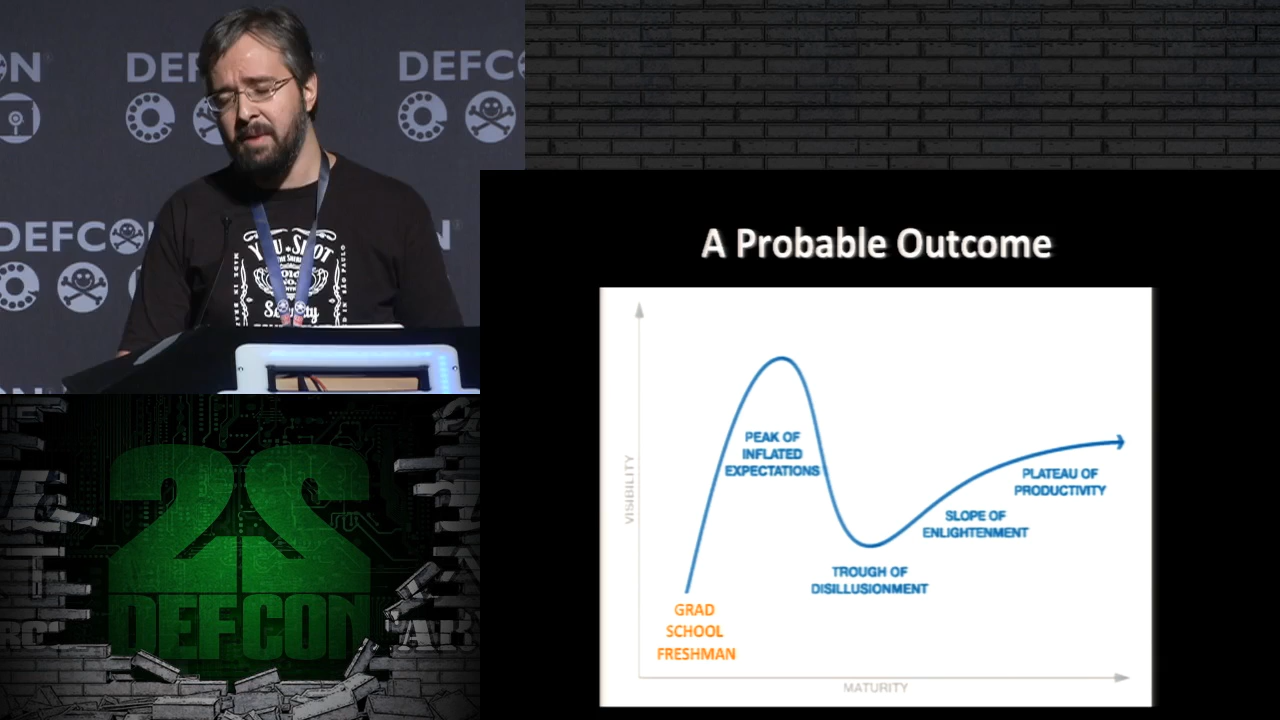 DEFCON
DEFCON
A Probable Outcome
VISIBILITY
PEAK OF
INFLATED
EXPECTATIONS
PLATEAU OF
PRODUCTIVITY
SLOPE OF
ENLIGHTENMENT
TROUGH OF
DISILLUSIONMENT
GRAD
SCHOOL
FRESHMAN
MATURITY
22
DEFCON